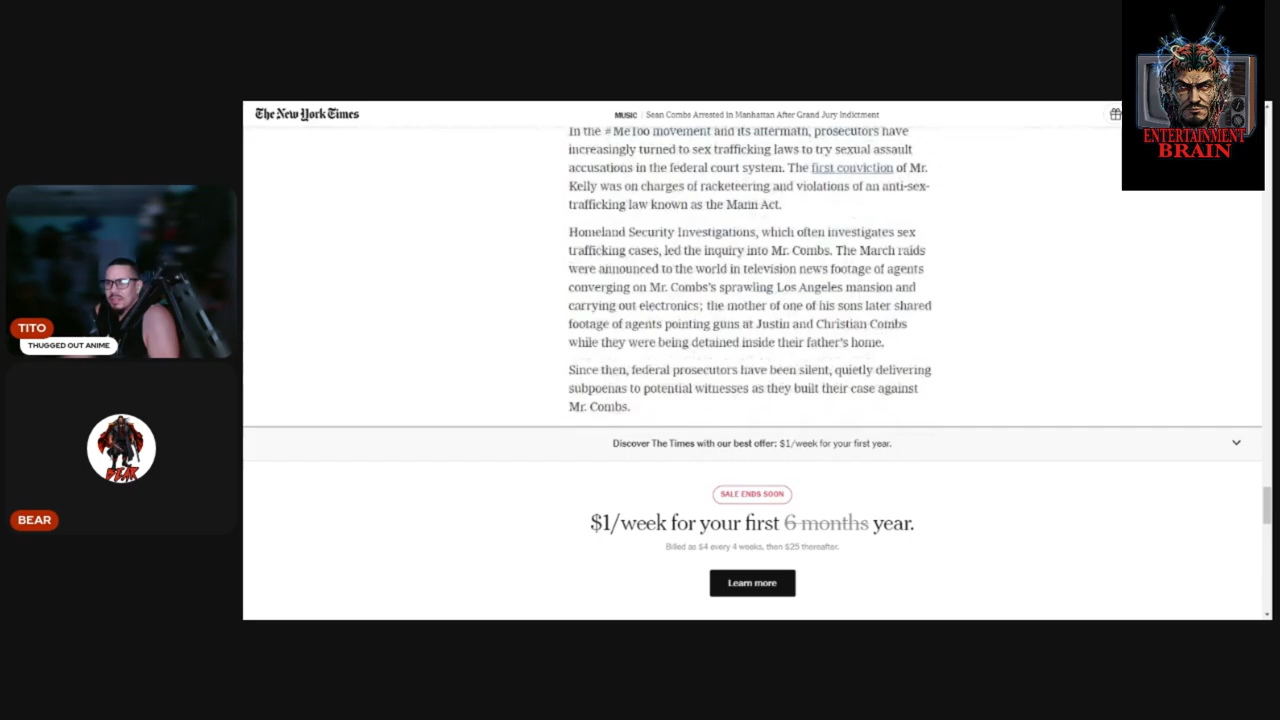 The New York Times
MUSIC | Sean Combs Arrested in Manhattan After Grand Jury Indictment
In the #MeToo movement and its aftermath, prosecutors have
increasingly turned to sex trafficking laws to try sexual assault
accusations in the federal court system. The first conviction of Mr.
Kelly was on charges of racketeering and violations of an anti-sex-
trafficking law known as the Mann Act.
Homeland Security Investigations, which often investigates sex
trafficking cases, led the inquiry into Mr. Combs. The March raids
were announced to the world in television news footage of agents
converging on Mr. Combs's sprawling Los Angeles mansion and
carrying out electronics; the mother of one of his sons later shared
footage of agents pointing guns at Justin and Christian Combs
while they were being detained inside their father's home.
Since then, federal prosecutors have been silent, quietly delivering
subpoenas to potential witnesses as they built their case against
Mr. Combs.
Discover The Times with our best offer: $1/week for your first year.
SALE ENDS SOON
$1/week for your first 6 months year.
Billed as $4 every 4 weeks, then $25 thereafter.
Learn more
ENTERTAINMENT
BRAIN
TITO
THUGGED OUT ANIME
BEAR
BEAR